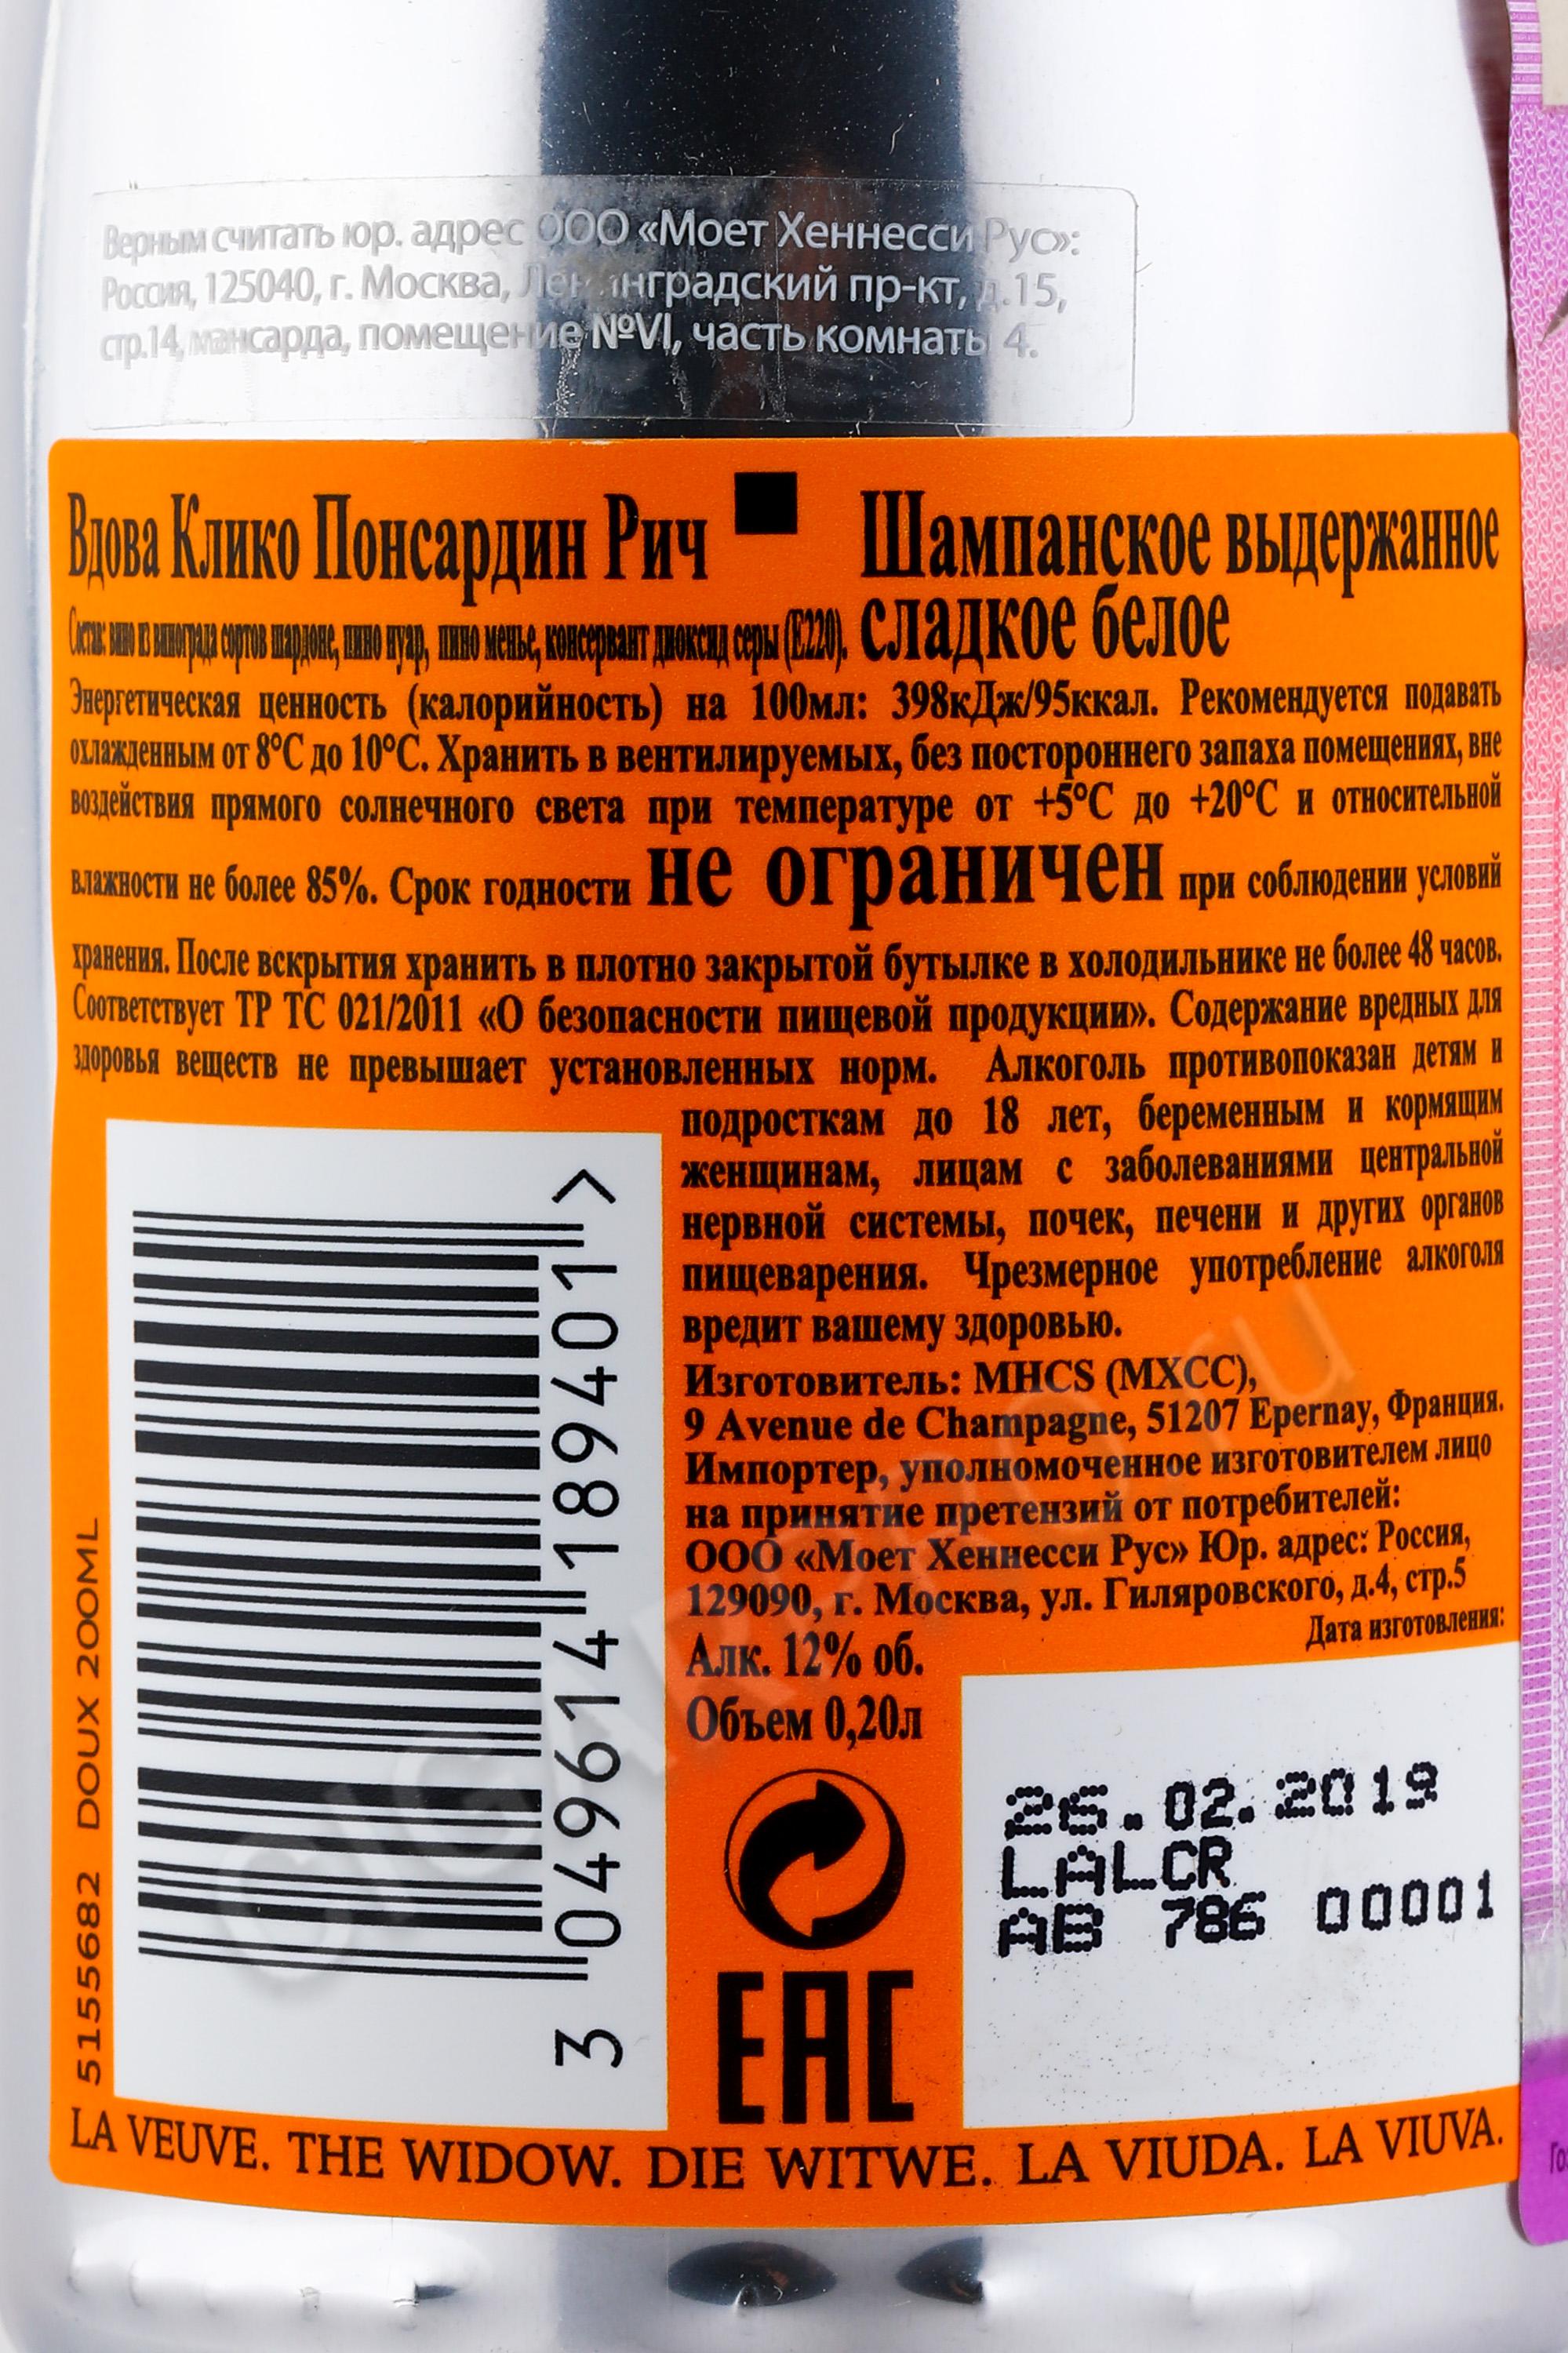 Верным считать юр. адрес ООО «Моет Хеннесси Рус»:
Россия, 125040, г. Москва, Ленинградский пр-кт, д.15,
стр.14, мансарда, помещение №VI, часть комнаты 4.
Вдова Клико Понсардин Рич
Шампанское выдержанное
сладкое белое
Состав: вино из винограда сортов шардоне, пино нуар, пино менье, консервант диоксид серы (Е220).
Энергетическая ценность (калорийность) на 100мл: 398кДж/95ккал. Рекомендуется подавать
охлажденным от 8°С до 10°С. Хранить в вентилируемых, без постороннего запаха помещениях, вне
воздействия прямого солнечного света при температуре от +5°С до +20°С и относительной
влажности не более 85%. Срок годности не ограничен при соблюдении условий
хранения. После вскрытия хранить в плотно закрытой бутылке в холодильнике не более 48 часов.
Соответствует ТР ТС 021/2011 «О безопасности пищевой продукции». Содержание вредных для
здоровья веществ не превышает установленных норм. Алкоголь противопоказан детям и
подросткам до 18 лет, беременным и кормящим
женщинам, лицам с заболеваниями центральной
нервной системы, почек, печени и других органов
пищеварения. Чрезмерное употребление алкоголя
вредит вашему здоровью.
Изготовитель: MHCS (МХСС),
9 Avenue de Champagne, 51207 Epernay, Франция.
Импортер, уполномоченное изготовителем лицо
на принятие претензий от потребителей:
ООО «Моет Хеннесси Рус» Юр. адрес: Россия,
129090, г. Москва, ул. Гиляровского, д.4, стр.5
Дата изготовления:
Алк. 12% об.
Объем 0,20л
26.02.2019
LALCR
AB 786 00001
EAC
3 049614 189401 >
5155682 DOUX 200ML
LA VEUVE. THE WIDOW. DIE WITWE. LA VIUDA. LA VIUVA.
CIGARPRO.ru